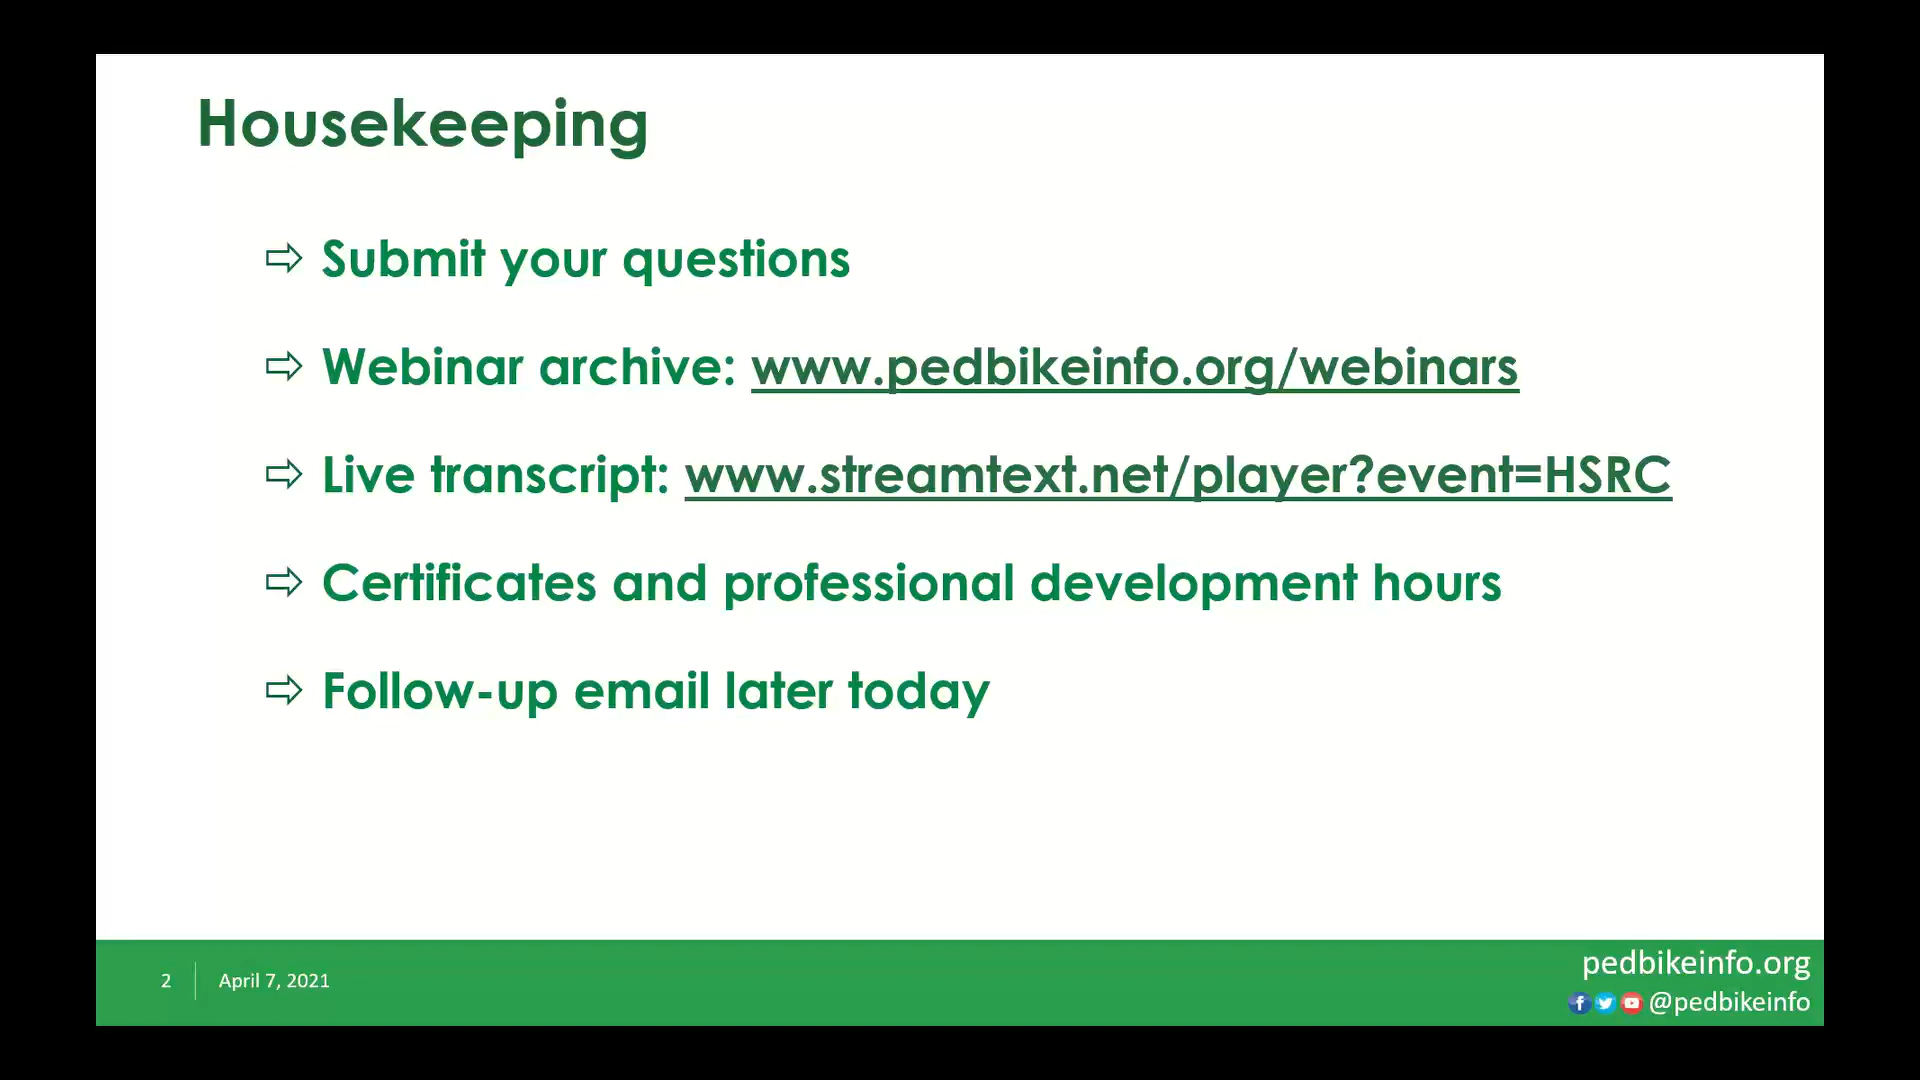 Housekeeping
⇨ Submit your questions
⇨ Webinar archive: www.pedbikeinfo.org/webinars
⇨ Live transcript: www.streamtext.net/player?event=HSRC
⇨ Certificates and professional development hours
⇨ Follow-up email later today
2 April 7, 2021
pedbikeinfo.org
@pedbikeinfo